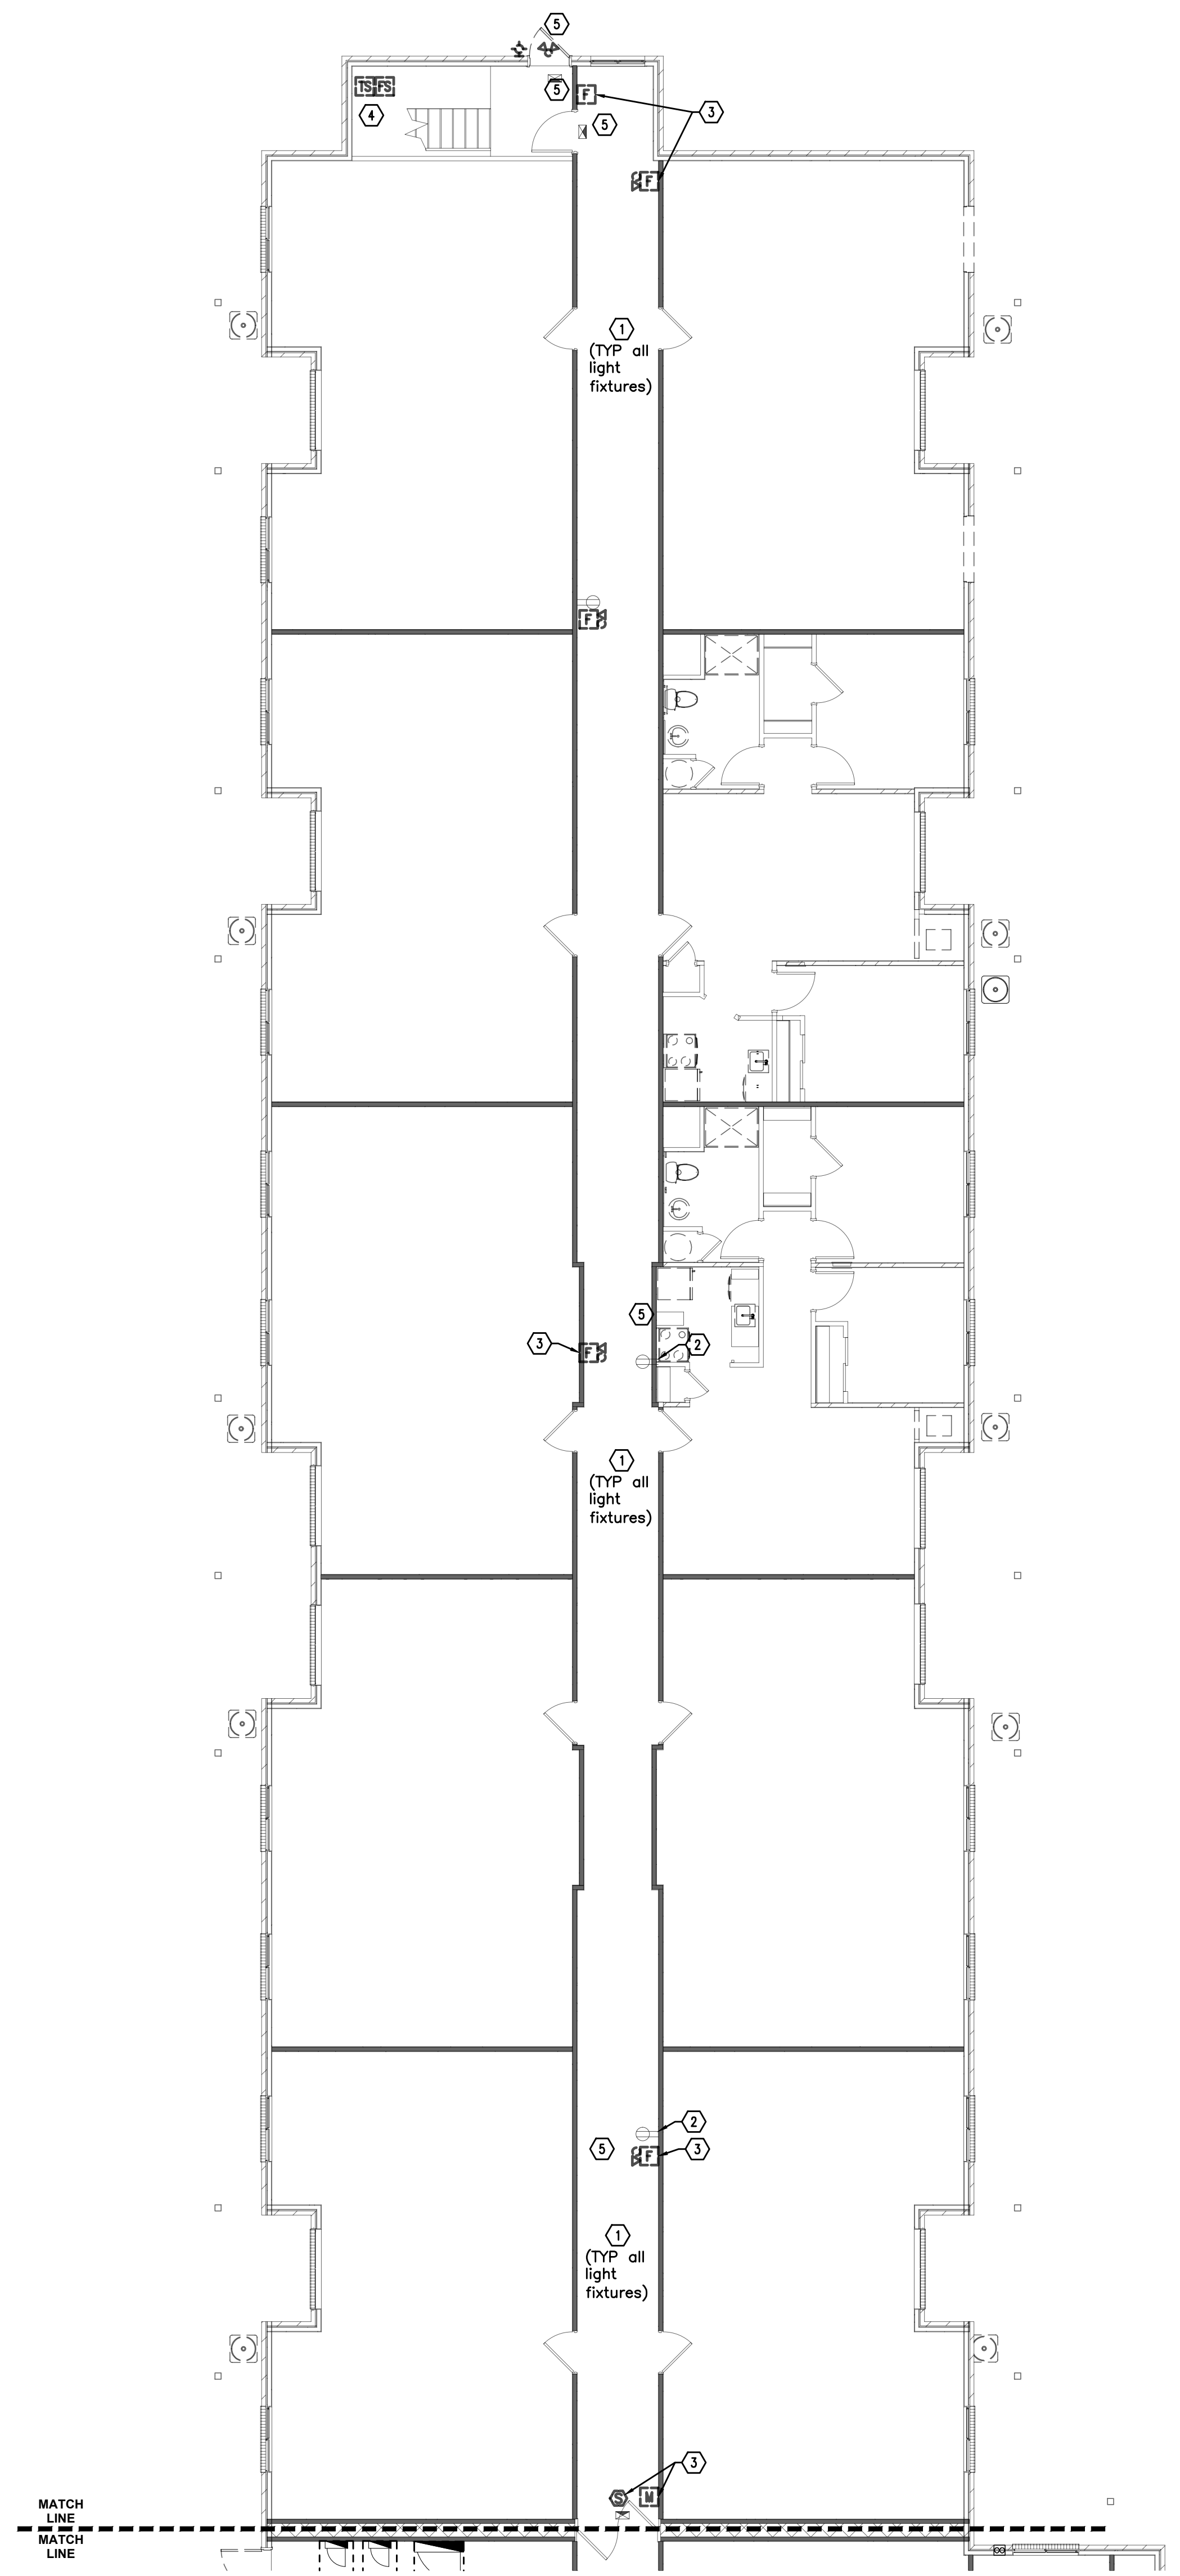 5
TS FS
5
F
3
4
5
F
1
(TYP all
light
fixtures)
F
5
2
3
F
1
(TYP all
light
fixtures)
2
5
F
3
1
(TYP all
light
fixtures)
3
S
M
MATCH
LINE
MATCH
LINE